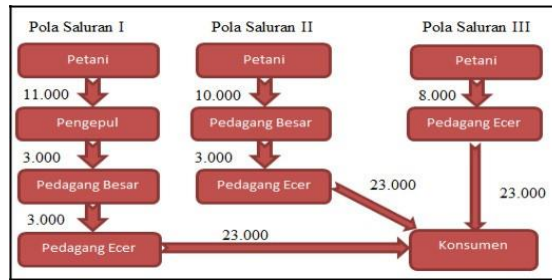 Pola Saluran I
Pola Saluran II
Pola Saluran III
Petani
Petani
Petani
11.000
10.000
8.000
Pengepul
Pedagang Besar
Pedagang Ecer
3.000
3.000
Pedagang Besar
Pedagang Ecer
23.000
23.000
3.000
23.000
Pedagang Ecer
Konsumen